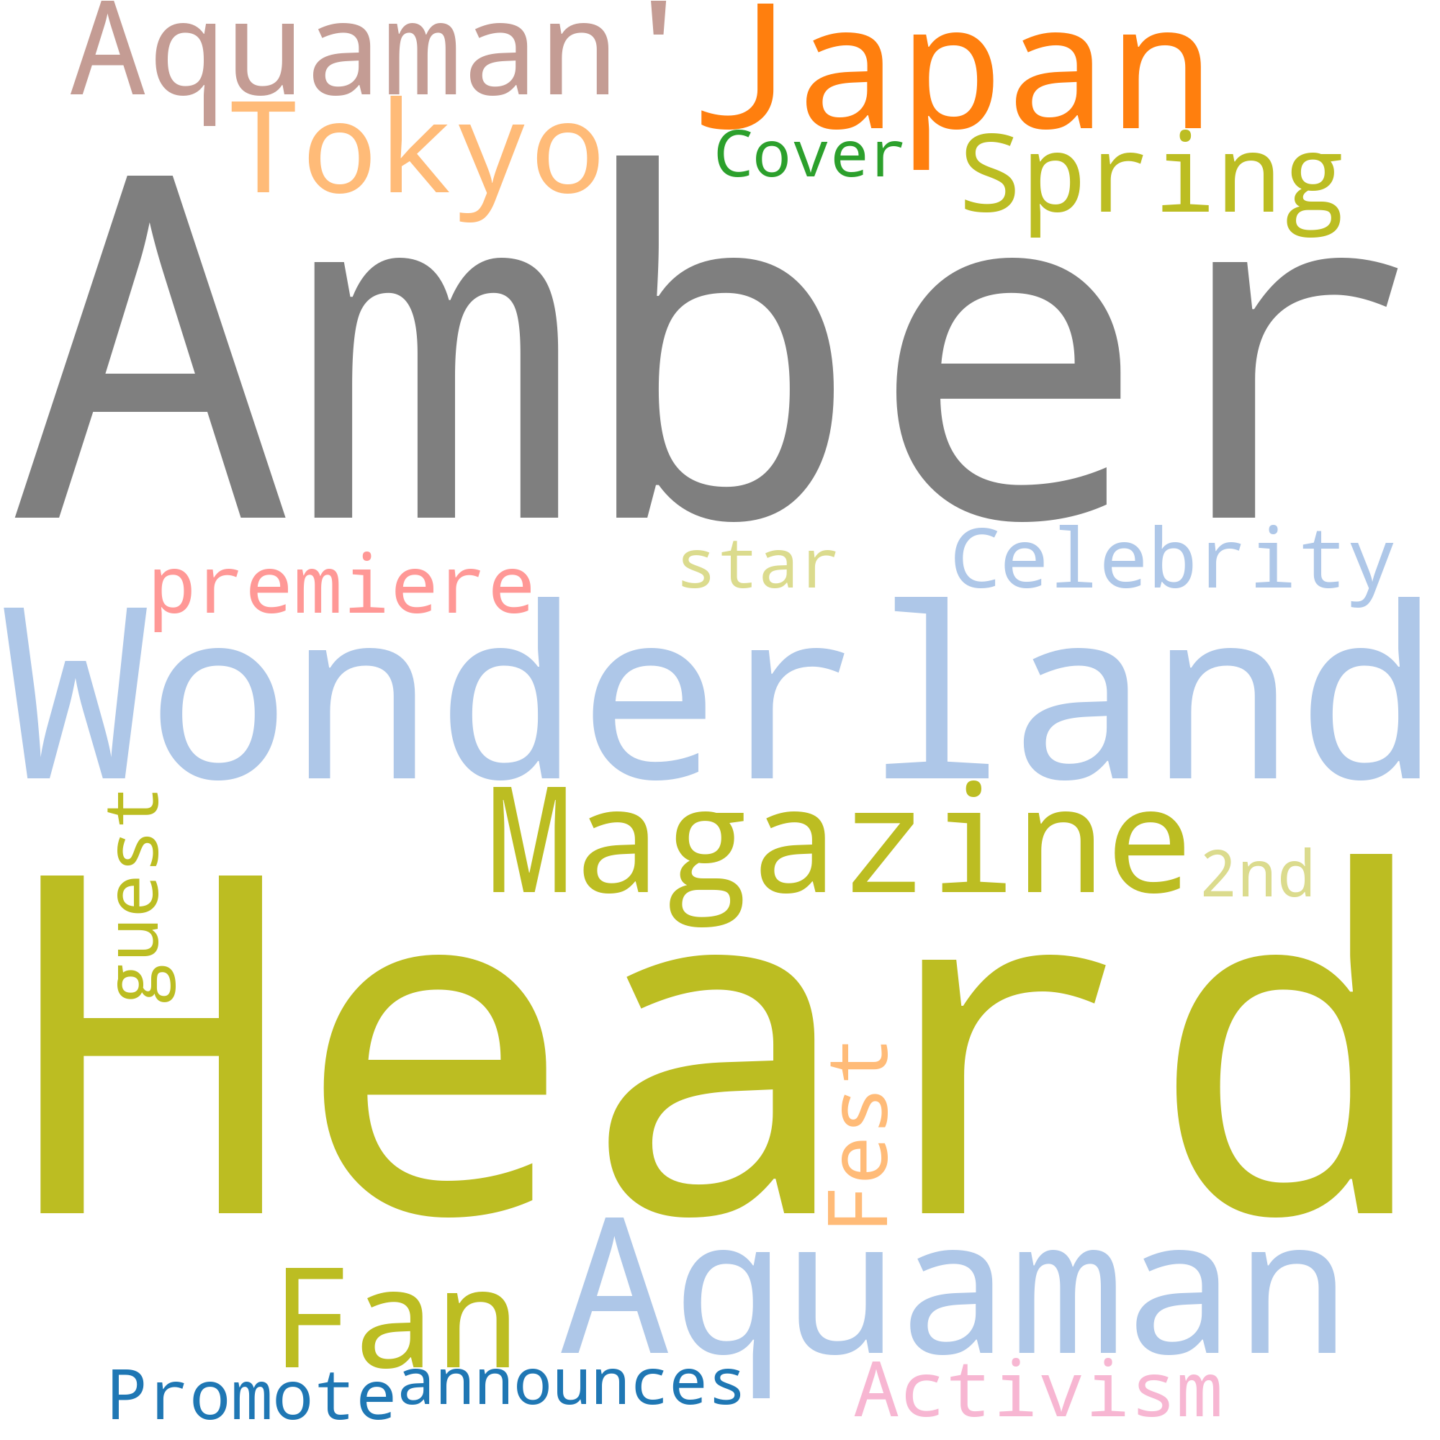 Aquaman'
Japan
Tokyo
Cover
Spring
Amber
premiere
star
Celebrity
Wonderland
guest
Magazine
2nd
Heard
Fest
Fan
Aquaman
Promote
announces
Activism